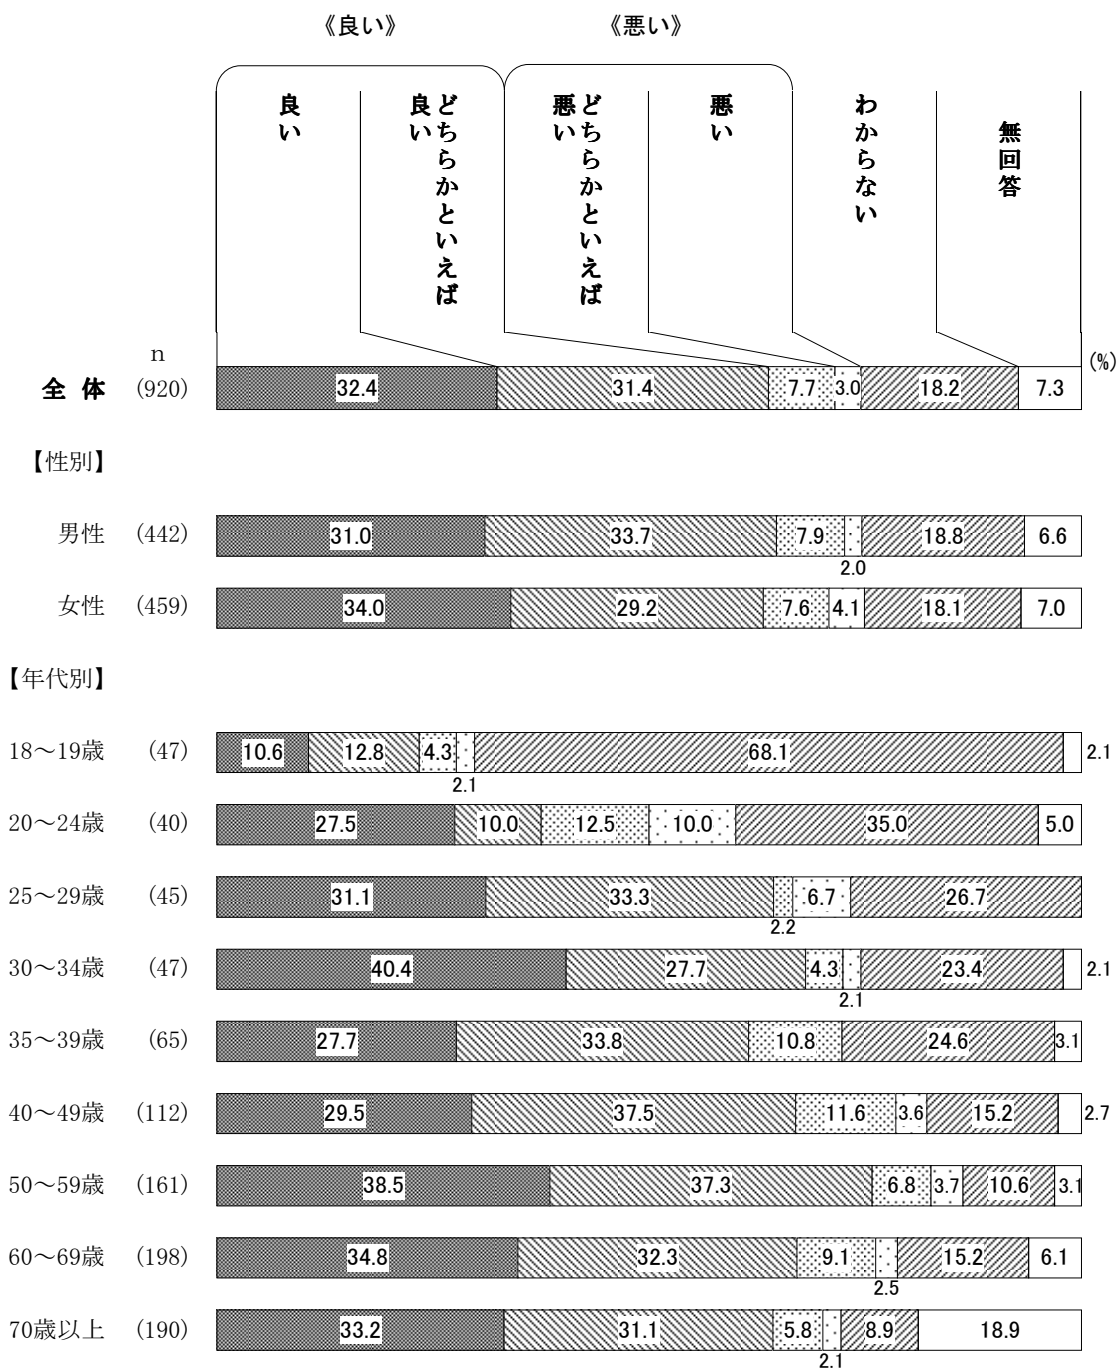 《良い》 《悪い》
良い
どちらかといえば
良い
どちらかといえば
悪い
悪い
わからない
無回答
n
(%)
全 体 (920) 32.4 31.4 7.7 3.0 18.2 7.3
【性別】
男性 (442) 31.0 33.7 7.9 18.8 6.6
2.0
女性 (459) 34.0 29.2 7.6 4.1 18.1 7.0
【年代別】
18～19歳 (47) 10.6 12.8 4.3 68.1 2.1
2.1
20～24歳 (40) 27.5 10.0 12.5 10.0 35.0 5.0
25～29歳 (45) 31.1 33.3 6.7 26.7
2.2
30～34歳 (47) 40.4 27.7 4.3 23.4 2.1
2.1
35～39歳 (65) 27.7 33.8 10.8 24.6 3.1
40～49歳 (112) 29.5 37.5 11.6 3.6 15.2 2.7
50～59歳 (161) 38.5 37.3 6.8 3.7 10.6 3.1
60～69歳 (198) 34.8 32.3 9.1 15.2 6.1
2.5
70歳以上 (190) 33.2 31.1 5.8 8.9 18.9
2.1